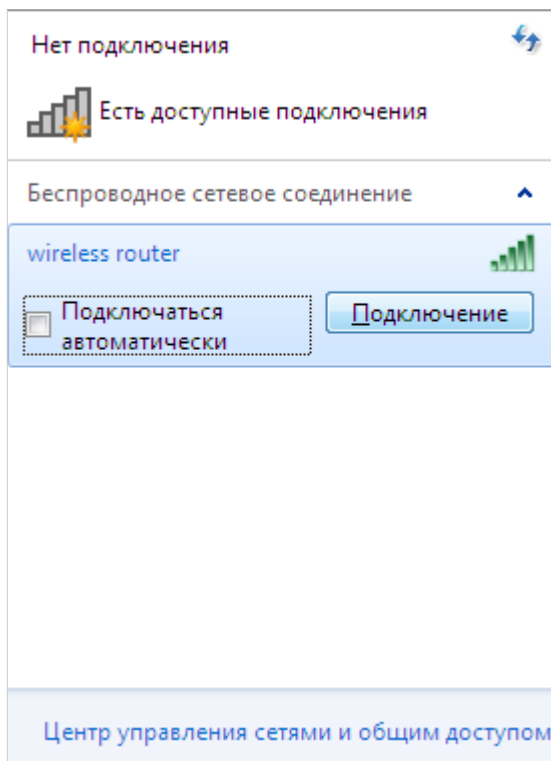 Нет подключения
Есть доступные подключения
Беспроводное сетевое соединение
wireless router
Подключаться
автоматически
Подключение
Центр управления сетями и общим доступом